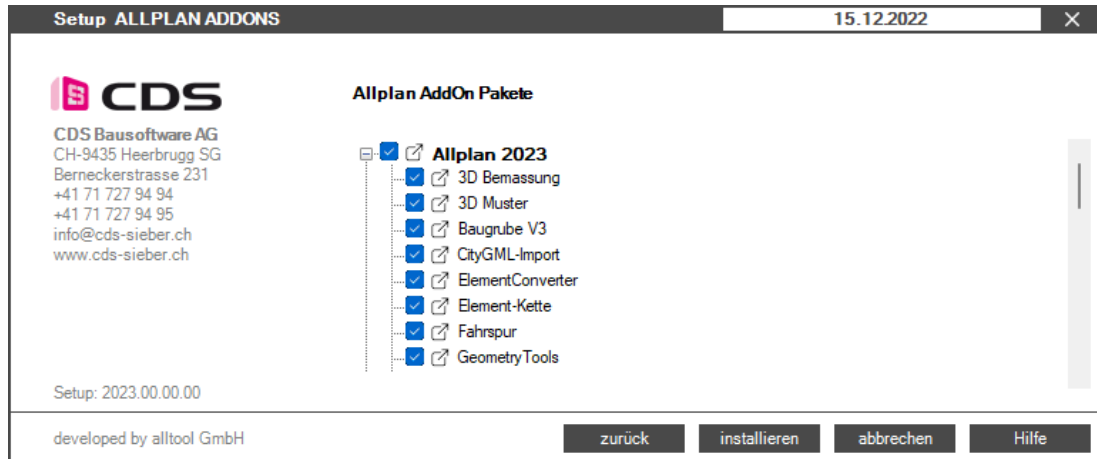 Setup ALLPLAN ADDONS
15.12.2022
CDS
CDS Bausoftware AG
CH-9435 Heerbrugg SG
Berneckerstrasse 231
+41 71 727 94 94
+41 71 727 94 95
info@cds-sieber.ch
www.cds-sieber.ch
Setup: 2023.00.00.00
Allplan AddOn Pakete
Allplan 2023
3D Bemassung
3D Muster
Baugrube V3
CityGML-Import
ElementConverter
Element-Kette
Fahrspur
GeometryTools
developed by alltool GmbH
zurück
installieren
abbrechen
Hilfe